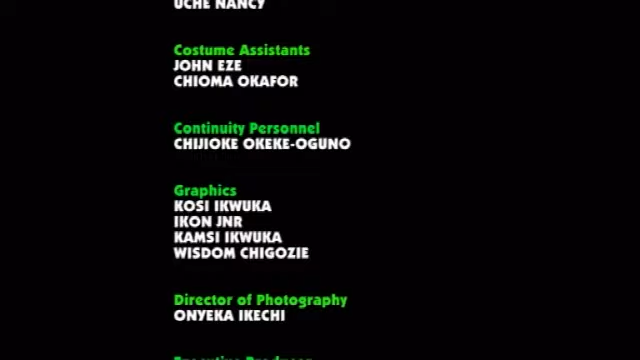 UCHE NANCY
Costume Assistants
JOHN EZE
CHIOMA OKAFOR
Continuity Personnel
CHIJIOKE OKEKE-OGUNO
Graphics
KOSI IKWUKA
IKON JNR
KAMSI IKWUKA
WISDOM CHIGOZIE
Director of Photography
ONYEKA IKECHI
Executive Producer